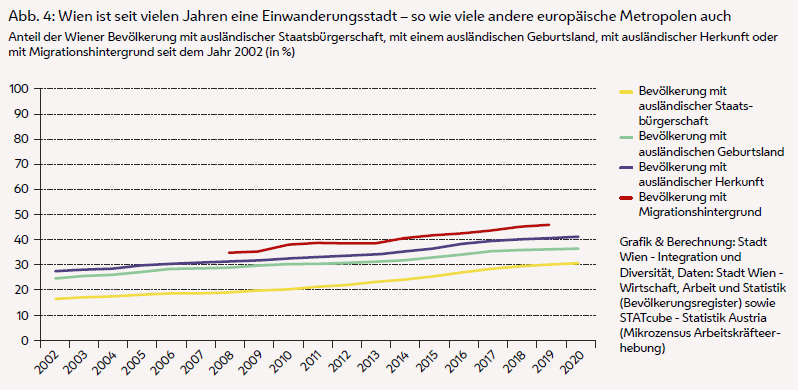 Abb. 4: Wien ist seit vielen Jahren eine Einwanderungsstadt – so wie viele andere europäische Metropolen auch
Anteil der Wiener Bevölkerung mit ausländischer Staatsbürgerschaft, mit einem ausländischen Geburtsland, mit ausländischer Herkunft oder
mit Migrationshintergrund seit dem Jahr 2002 (in %)
100
90
80
70
60
50
40
30
20
10
0
2002
2003
2004
2005
2006
2007
2008
2009
2010
2011
2012
2013
2014
2015
2016
2017
2018
2019
2020
Bevölkerung mit
ausländischer Staats-
bürgerschaft
Bevölkerung mit
ausländischen Geburtsland
Bevölkerung mit
ausländischer Herkunft
Bevölkerung mit
Migrationshintergrund
Grafik & Berechnung: Stadt
Wien - Integration und
Diversität, Daten: Stadt Wien -
Wirtschaft, Arbeit und Statistik
(Bevölkerungsregister) sowie
STATcube - Statistik Austria
(Mikrozensus Arbeitskräfteer-
hebung)